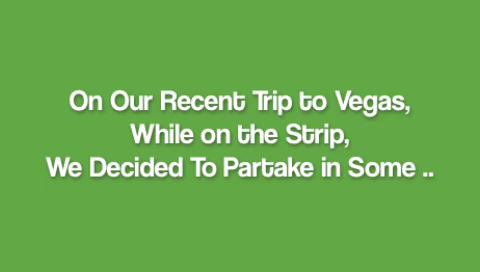 On Our Recent Trip to Vegas,
While on the Strip,
We Decided To Partake in Some ..